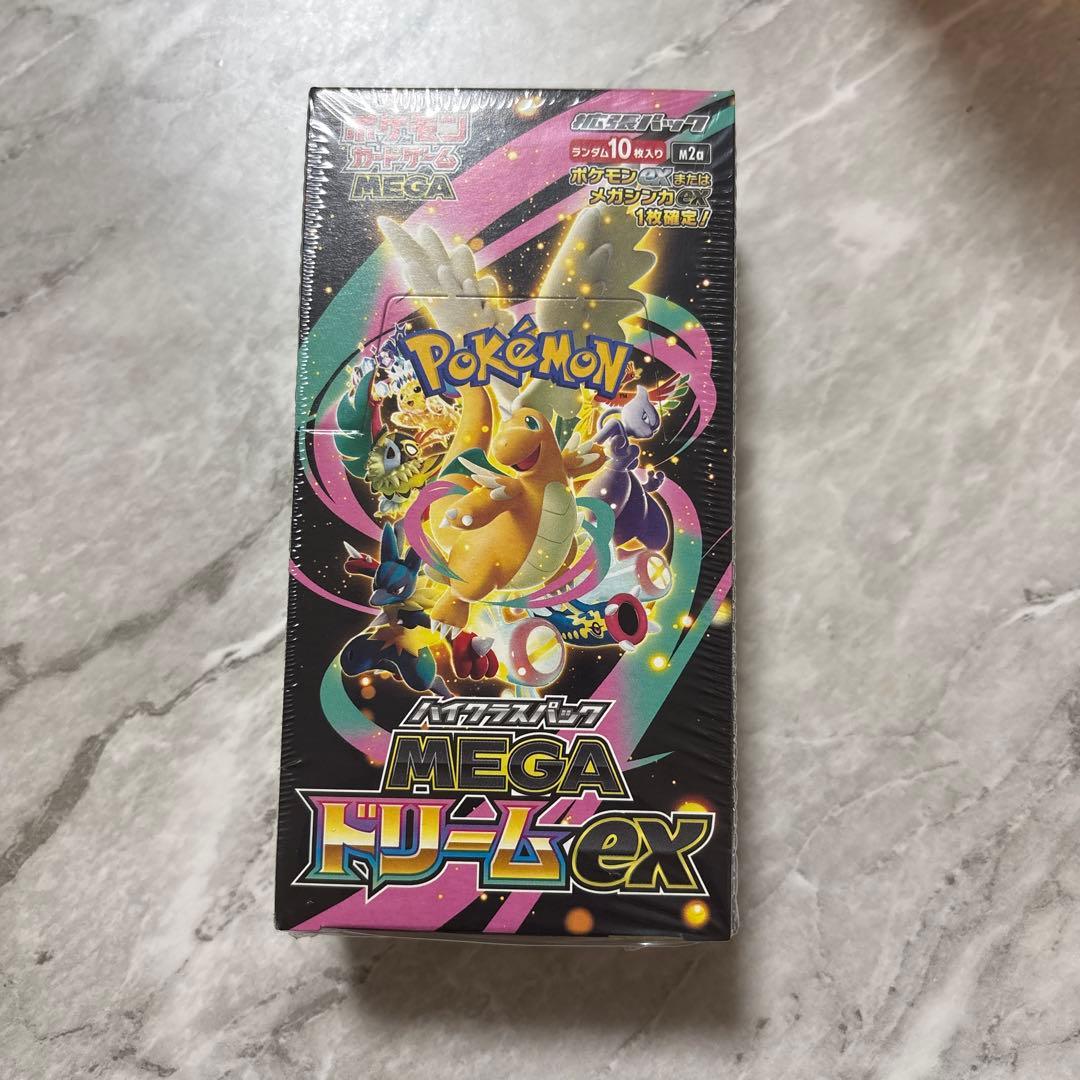 ポケモン
カードゲーム
MEGA
拡張パック
ランダム10枚入り M2a
ポケモンexまたは
メガシンカex
1枚確定!
POKéMON
TM
ハイクラスパック
MEGA
ドリームex